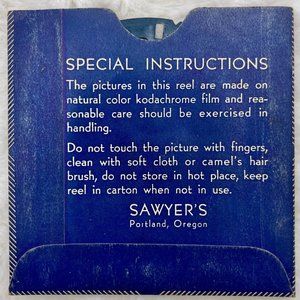 SPECIAL INSTRUCTIONS
The pictures in this reel are made on
natural color kodachrome film and rea-
sonable care should be exercised in
handling.
Do not touch the picture with fingers,
clean with soft cloth or camel's hair
brush, do not store in hot place, keep
reel in carton when not in use.
SAWYER'S
Portland, Oregon